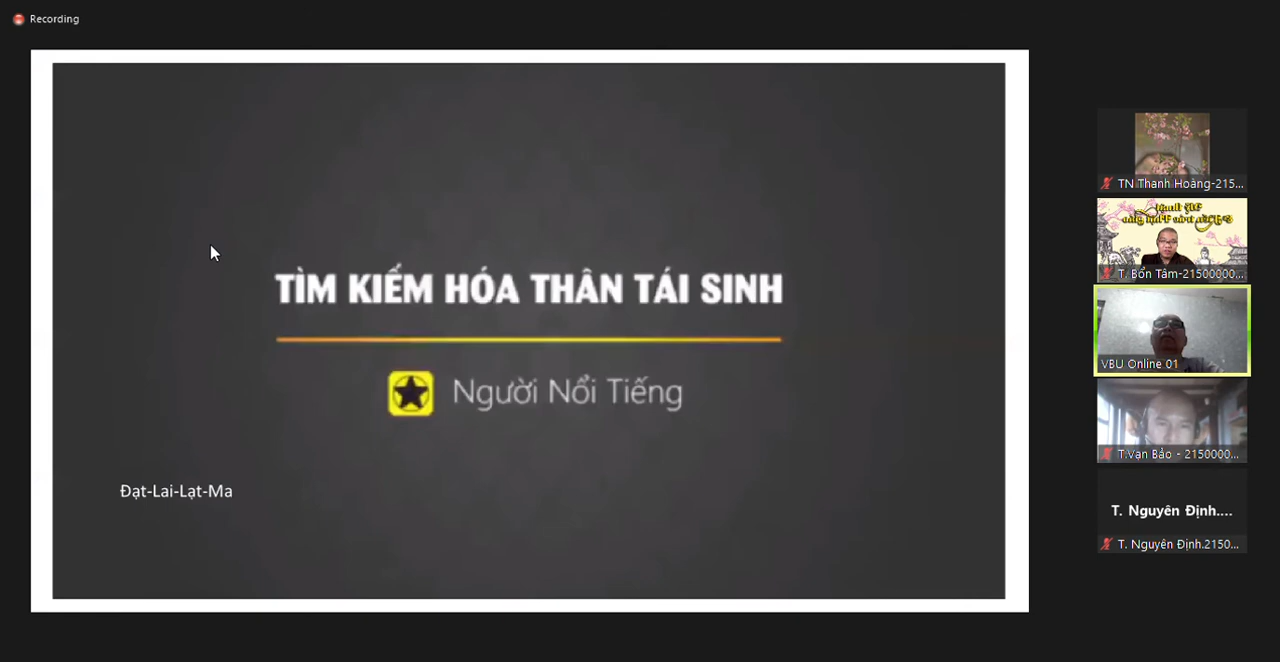 Recording
TÌM KIẾM HÓA THÂN TÁI SINH
Người Nổi Tiếng
Đạt-Lai-Lạt-Ma
TN Thanh Hoàng-215...
T. Bổn Tâm-21500000...
VBU Online 01
T.Vạn Bảo - 2150000...
T. Nguyên Định....
T. Nguyên Định.2150...